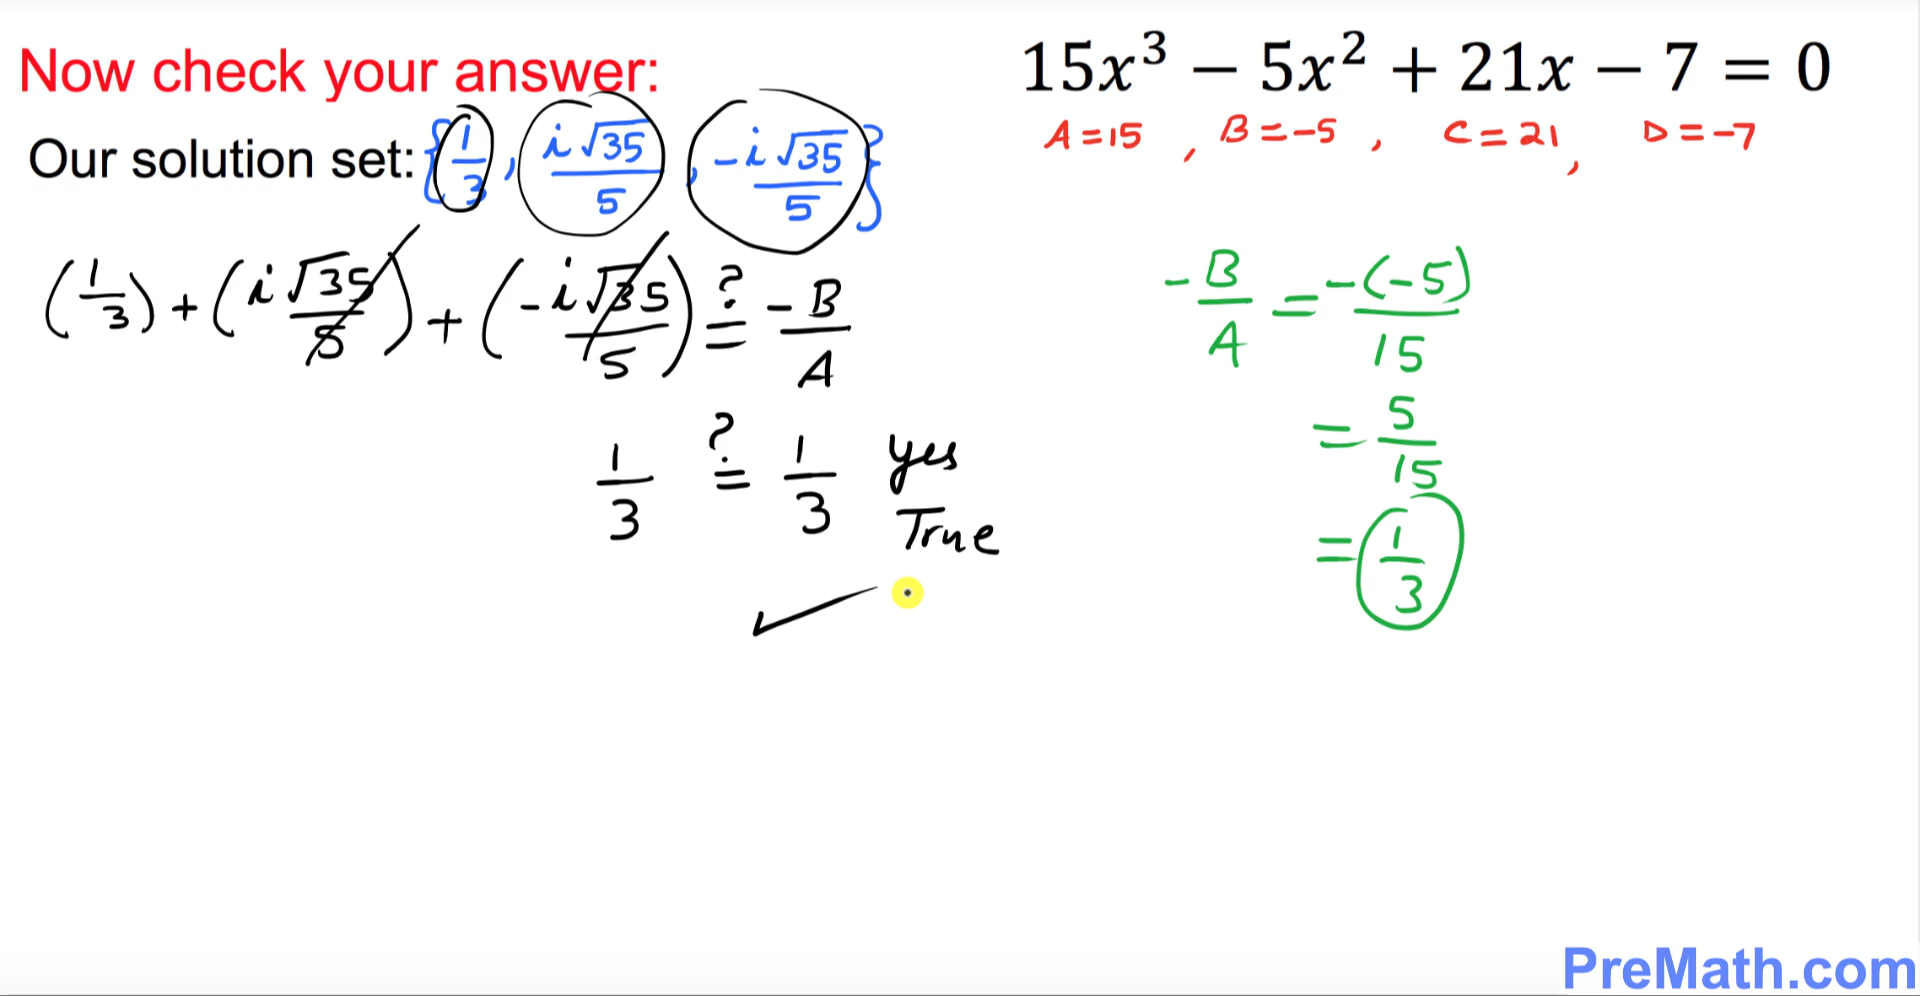 Now check your answer:
15x³ − 5x² + 21x − 7 = 0
A = 15 , B = -5 , C = 21 , D = -7
Our solution set: {1/3, i√35/5, -i√35/5}
(1/3) + (i√35/5) + (-i√35/5) ?= -B/A
1/3 ?= 1/3 yes
True
-B/A = -(-5)/15
= 5/15
= 1/3
PreMath.com